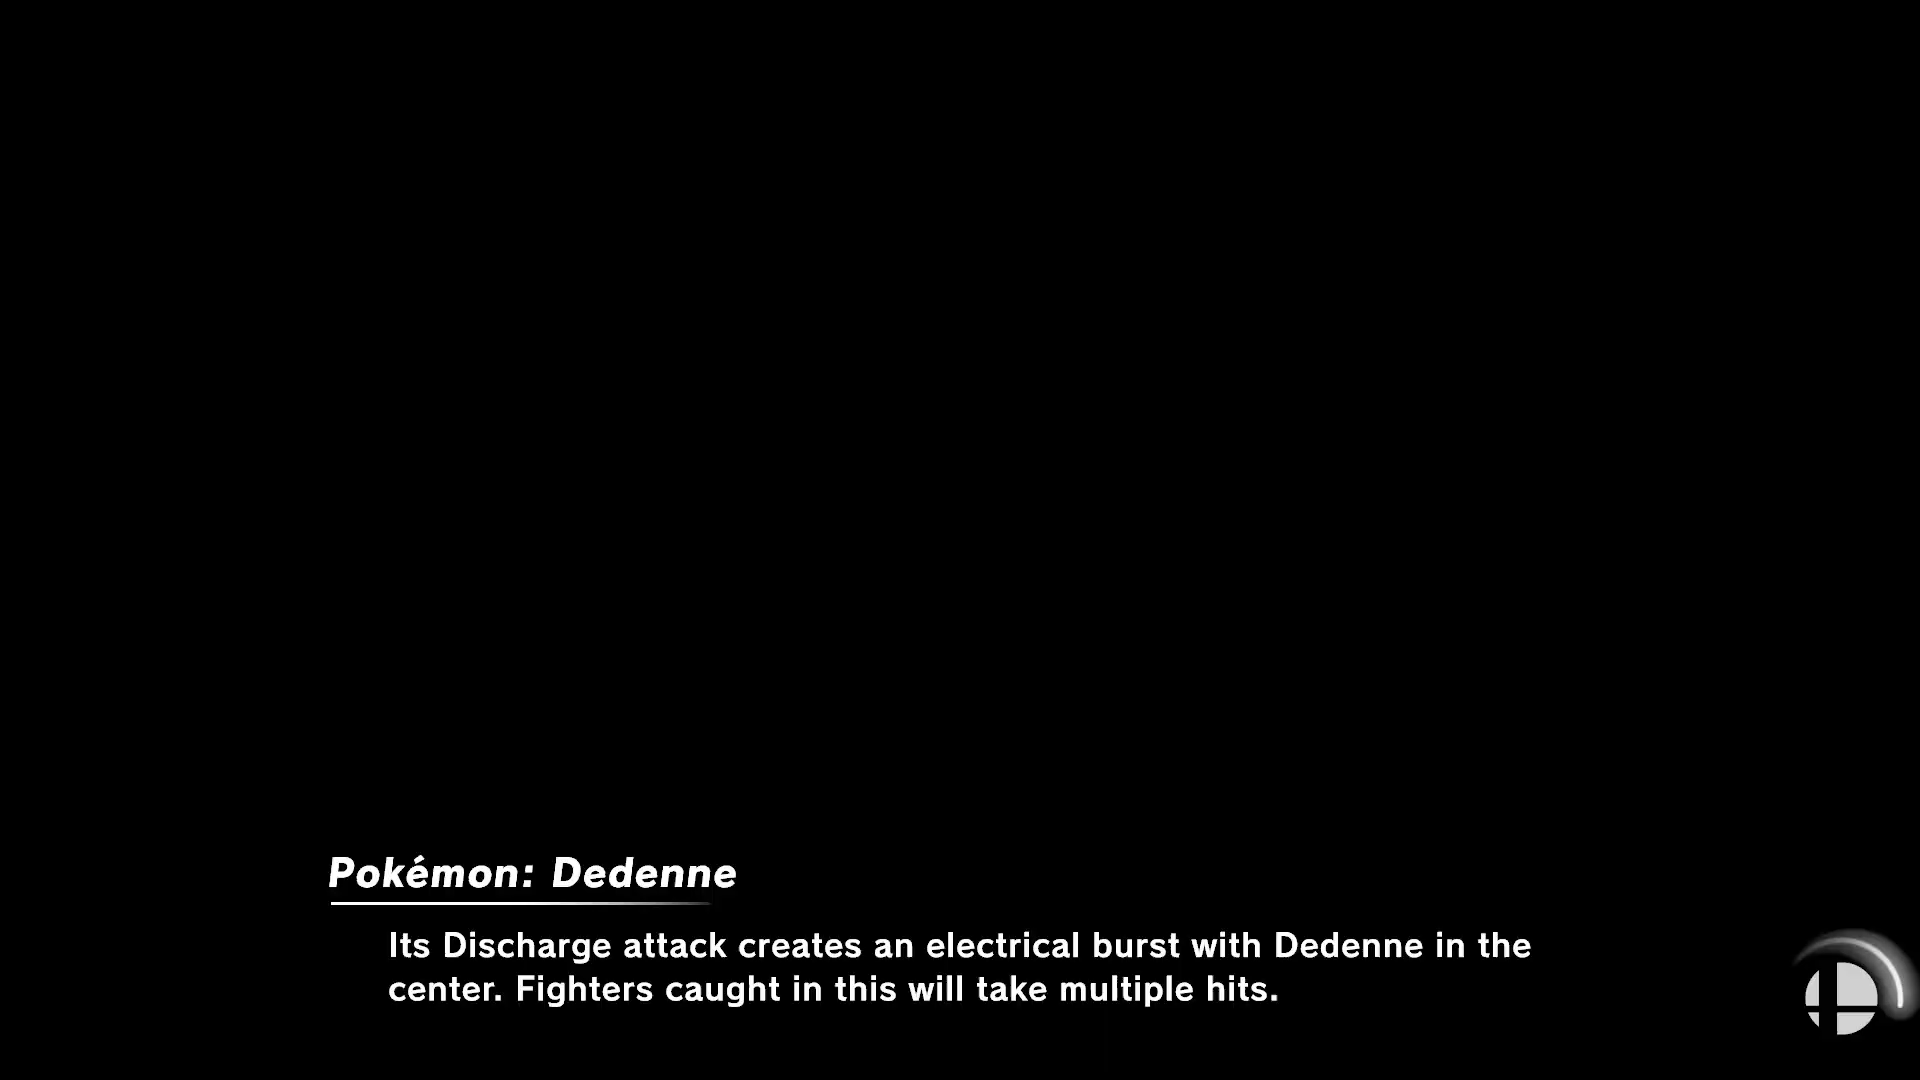 Pokémon: Dedenne
Its Discharge attack creates an electrical burst with Dedenne in the
center. Fighters caught in this will take multiple hits.